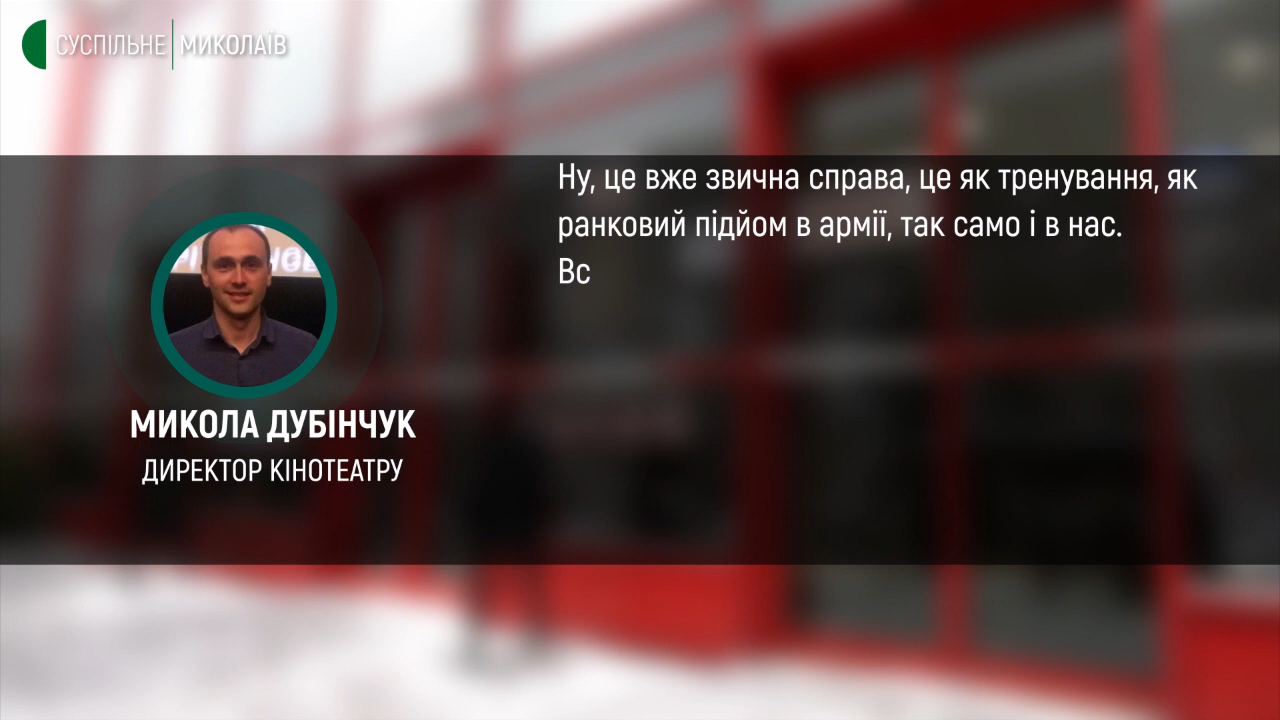 СУСПІЛЬНЕ МИКОЛАЇВ
Ну, це вже звична справа, це як тренування, як
ранковий підйом в армії, так само і в нас.
Вс
МИКОЛА ДУБІНЧУК
ДИРЕКТОР КІНОТЕАТРУ